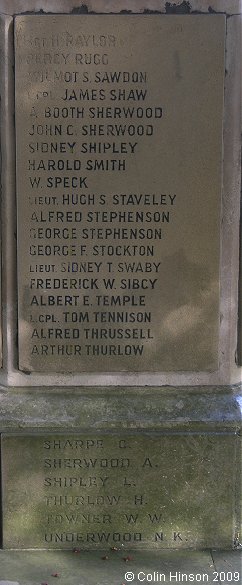 H. RAYLOR
PERCY RUGG
WILMOT S. SAWDON
L.CPL. JAMES SHAW
A. BOOTH SHERWOOD
JOHN C. SHERWOOD
SIDNEY SHIPLEY
HAROLD SMITH
W. SPECK
LIEUT. HUGH S. STAVELEY
ALFRED STEPHENSON
GEORGE STEPHENSON
GEORGE F. STOCKTON
LIEUT. SIDNEY T. SWABY
FREDERICK W. SIBCY
ALBERT E. TEMPLE
L.CPL. TOM TENNISON
ALFRED THRUSSELL
ARTHUR THURLOW
SHARPE C.
SHERWOOD A.
SHIPLEY L.
THURLOW H.
TOWNER W. W.
UNDERWOOD N. K.
© Colin Hinson 2009